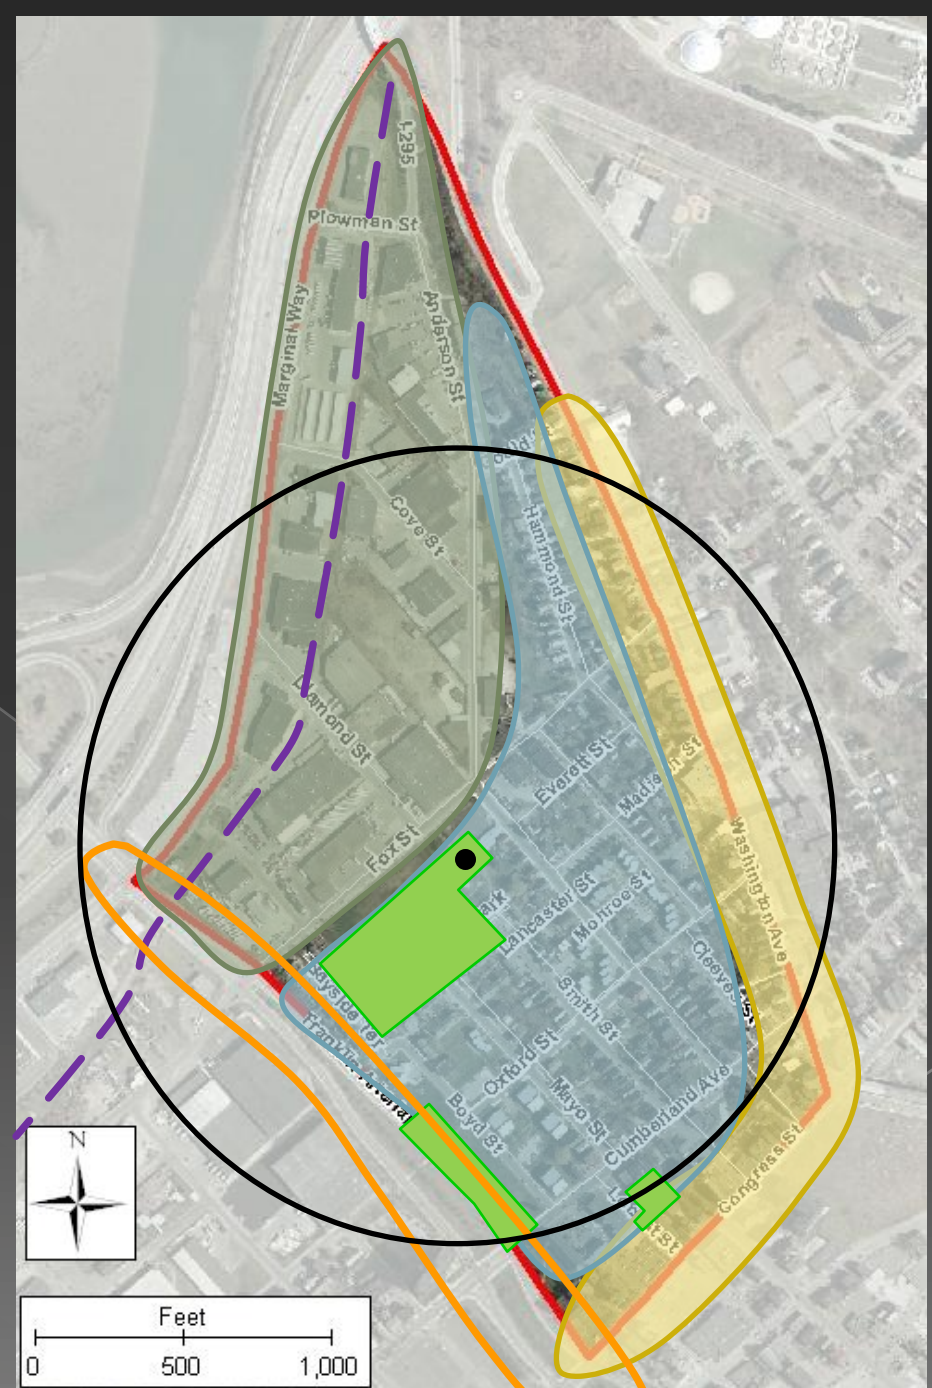 I-295
Plowman St
Marginal Way
Anderson St
Hammond St
Cove St
Diamond St
Everett St
Madison St
Fox St
Washington Ave
Lancaster St
Monroe St
Smith St
Bayside Ter
Oxford St
Mayo St
Boyd St
Cumberland Ave
Congress St
N
Feet
0 500 1,000